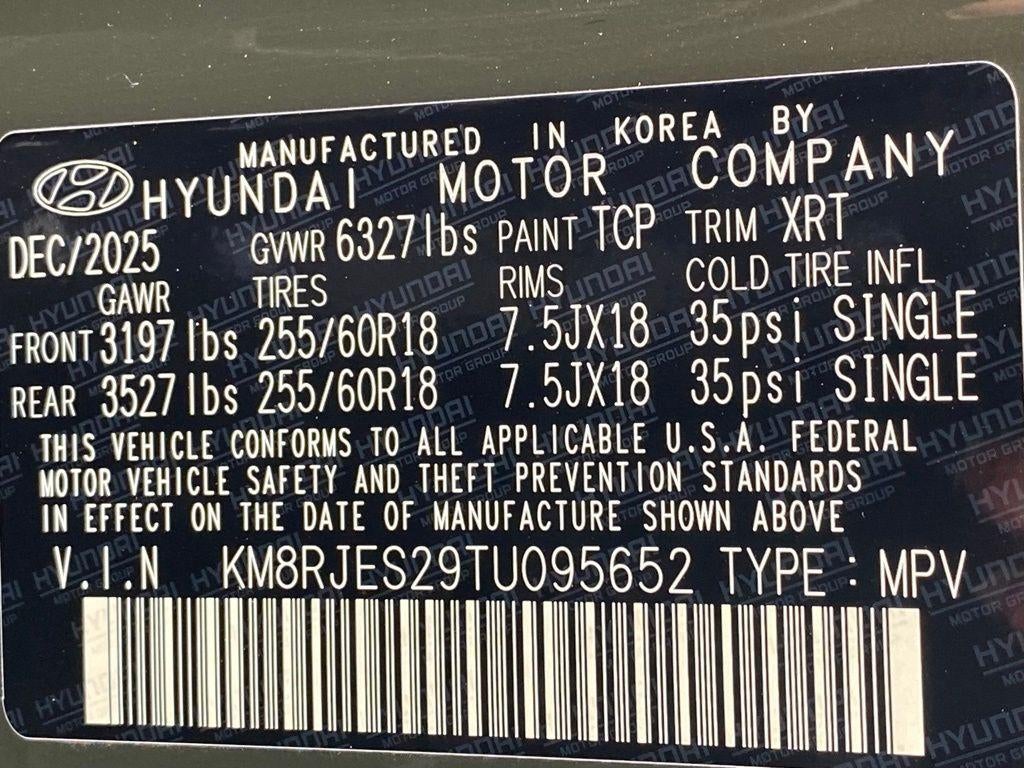 MANUFACTURED IN KOREA BY
HYUNDAI MOTOR COMPANY
DEC/2025 GVWR 6327 lbs PAINT TCP TRIM XRT
GAWR TIRES RIMS COLD TIRE INFL
FRONT 3197 lbs 255/60R18 7.5JX18 35psi SINGLE
REAR 3527 lbs 255/60R18 7.5JX18 35psi SINGLE
THIS VEHICLE CONFORMS TO ALL APPLICABLE U.S.A. FEDERAL
MOTOR VEHICLE SAFETY AND THEFT PREVENTION STANDARDS
IN EFFECT ON THE DATE OF MANUFACTURE SHOWN ABOVE
V.I.N KM8RJES29TU095652 TYPE : MPV